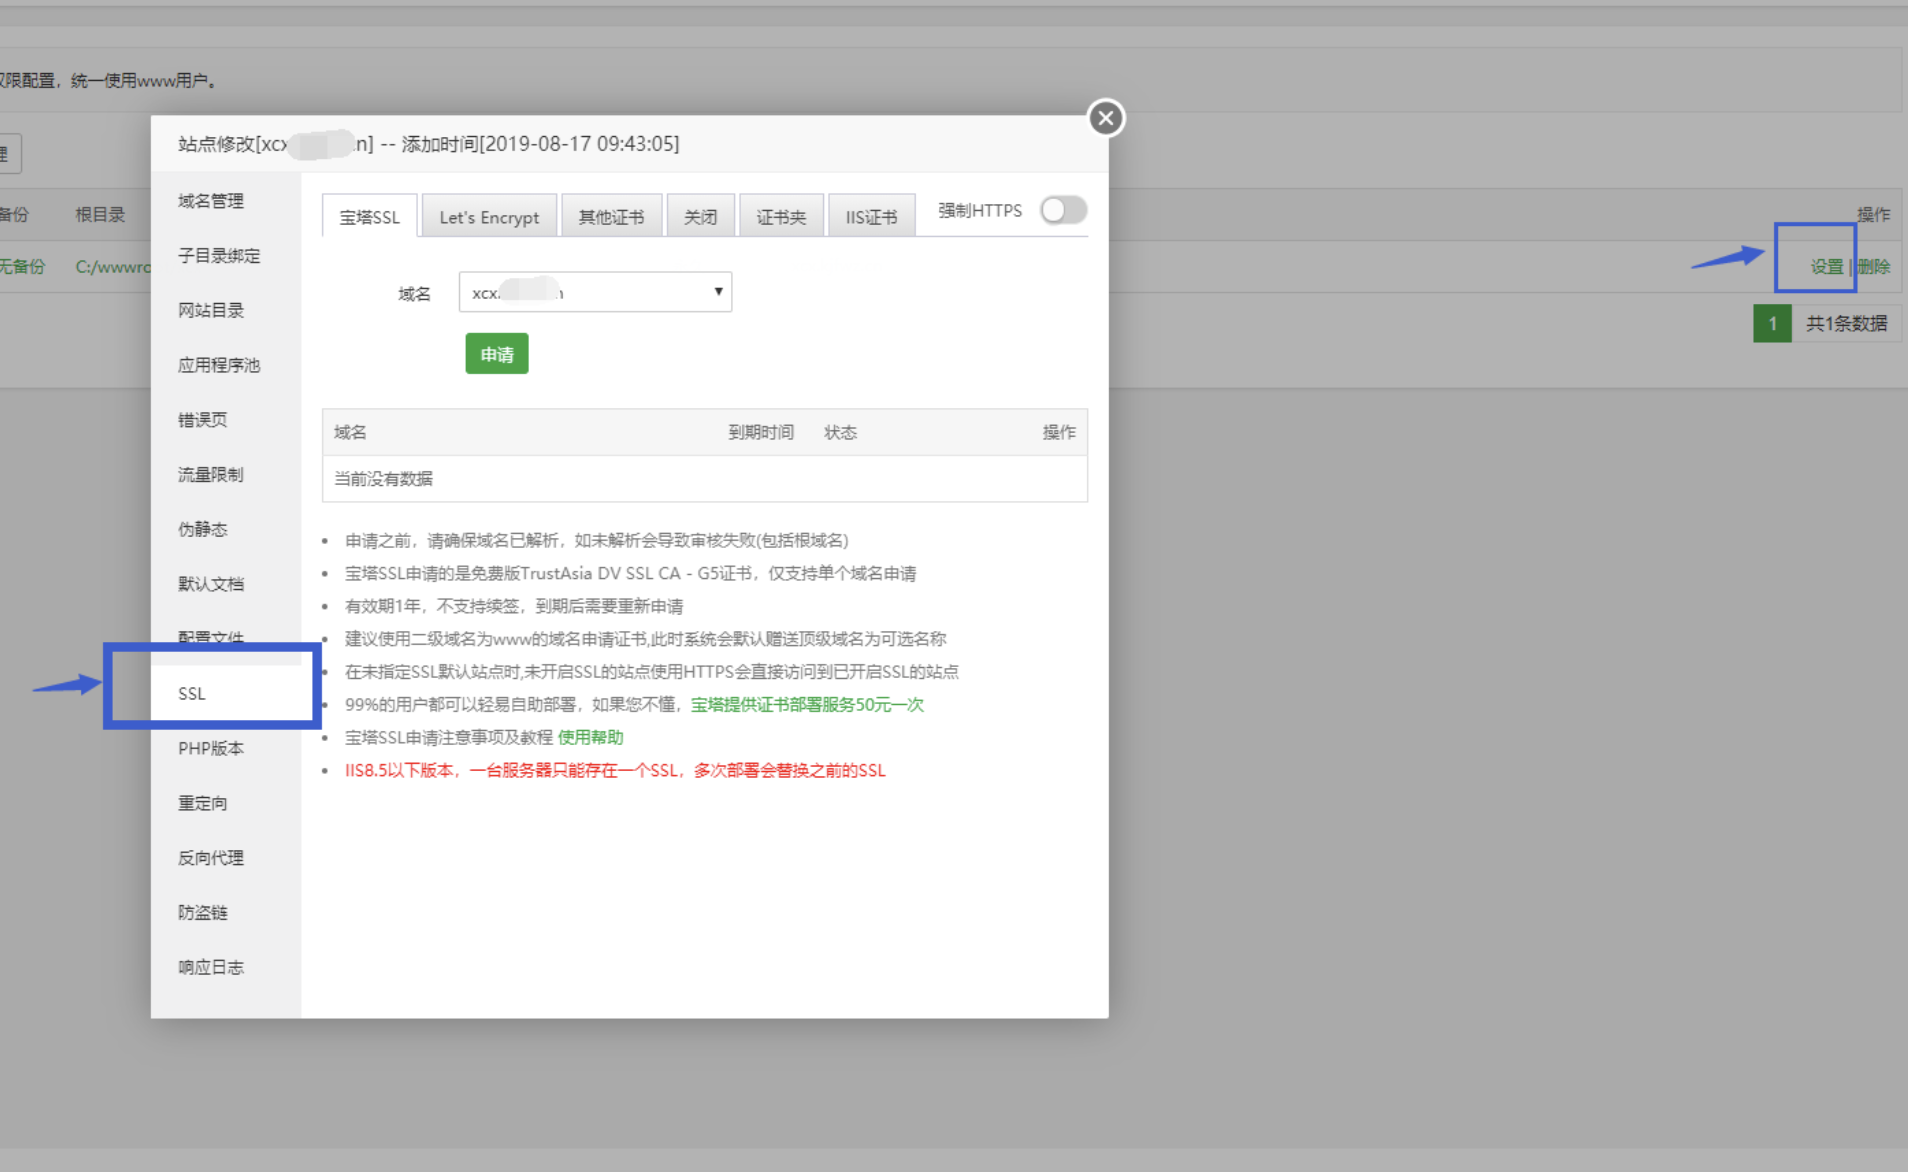 权限配置，统一使用www用户。
理
站点修改[xcx n] -- 添加时间[2019-08-17 09:43:05]
备份 根目录 操作
无备份 C:/wwwro 设置 | 删除
1 共1条数据
域名管理
子目录绑定
网站目录
应用程序池
错误页
流量限制
伪静态
默认文档
配置文件
SSL
PHP版本
重定向
反向代理
防盗链
响应日志
宝塔SSL Let's Encrypt 其他证书 关闭 证书夹 IIS证书 强制HTTPS
域名 xcx.
申请
域名 到期时间 状态 操作
当前没有数据
申请之前，请确保域名已解析，如未解析会导致审核失败(包括根域名)
宝塔SSL申请的是免费版TrustAsia DV SSL CA - G5证书，仅支持单个域名申请
有效期1年，不支持续签，到期后需要重新申请
建议使用二级域名为www的域名申请证书,此时系统会默认赠送顶级域名为可选名称
在未指定SSL默认站点时,未开启SSL的站点使用HTTPS会直接访问到已开启SSL的站点
99%的用户都可以轻易自助部署，如果您不懂，宝塔提供证书部署服务50元一次
宝塔SSL申请注意事项及教程 使用帮助
IIS8.5以下版本，一台服务器只能存在一个SSL，多次部署会替换之前的SSL